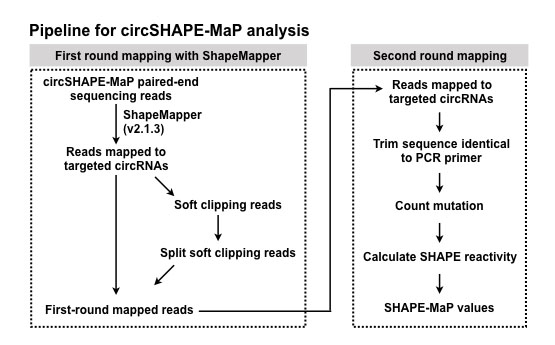 Pipeline for circSHAPE-MaP analysis
First round mapping with ShapeMapper
circSHAPE-MaP paired-end
sequencing reads
ShapeMapper
(v2.1.3)
Reads mapped to
targeted circRNAs
Soft clipping reads
Split soft clipping reads
First-round mapped reads
Second round mapping
Reads mapped to
targeted circRNAs
Trim sequence identical
to PCR primer
Count mutation
Calculate SHAPE reactivity
SHAPE-MaP values